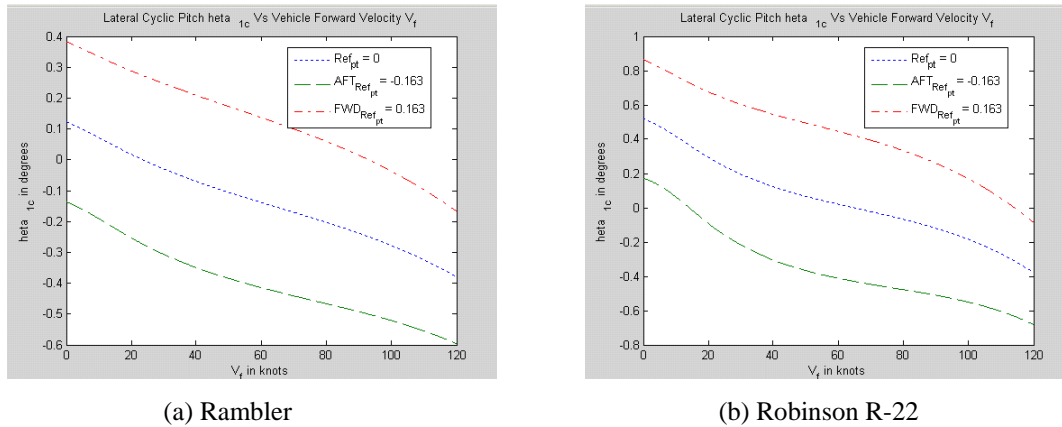 Lateral Cyclic Pitch heta 1c Vs Vehicle Forward Velocity Vf
0.4
0.3
0.2
0.1
0
-0.1
-0.2
-0.3
-0.4
-0.5
-0.6
heta 1c in degrees
Refpt = 0
AFTRefpt = -0.163
FWDRefpt = 0.163
0 20 40 60 80 100 120
Vf in knots
(a) Rambler
Lateral Cyclic Pitch heta 1c Vs Vehicle Forward Velocity Vf
1
0.8
0.6
0.4
0.2
0
-0.2
-0.4
-0.6
-0.8
heta 1c in degrees
Refpt = 0
AFTRefpt = -0.163
FWDRefpt = 0.163
0 20 40 60 80 100 120
Vf in knots
(b) Robinson R-22